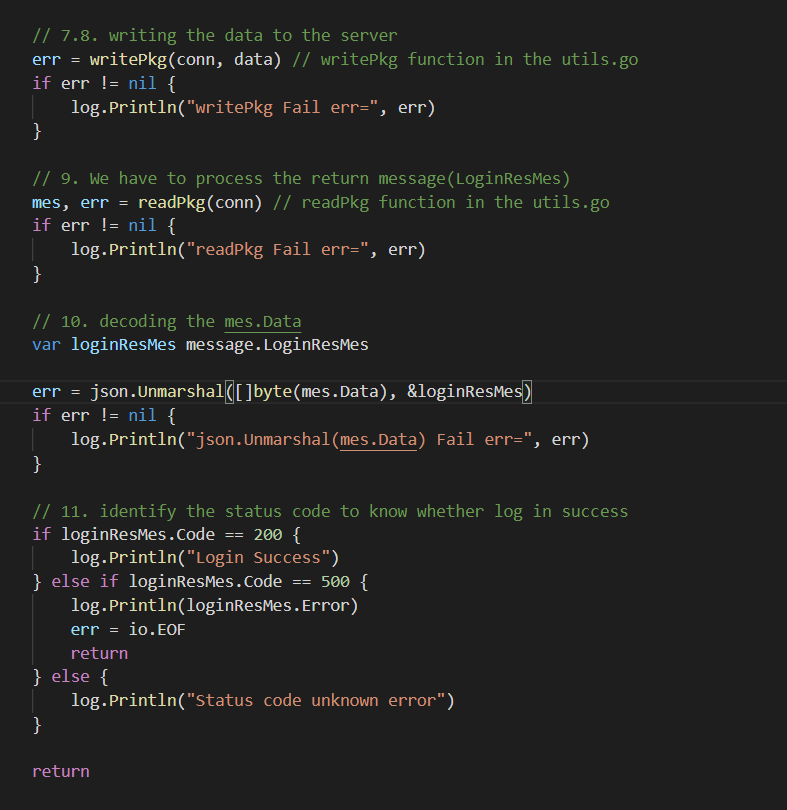 // 7.8. writing the data to the server
err = writePkg(conn, data) // writePkg function in the utils.go
if err != nil {
log.Println("writePkg Fail err=", err)
}
// 9. We have to process the return message(LoginResMes)
mes, err = readPkg(conn) // readPkg function in the utils.go
if err != nil {
log.Println("readPkg Fail err=", err)
}
// 10. decoding the mes.Data
var loginResMes message.LoginResMes
err = json.Unmarshal([]byte(mes.Data), &loginResMes)
if err != nil {
log.Println("json.Unmarshal(mes.Data) Fail err=", err)
}
// 11. identify the status code to know whether log in success
if loginResMes.Code == 200 {
log.Println("Login Success")
} else if loginResMes.Code == 500 {
log.Println(loginResMes.Error)
err = io.EOF
return
} else {
log.Println("Status code unknown error")
}
return